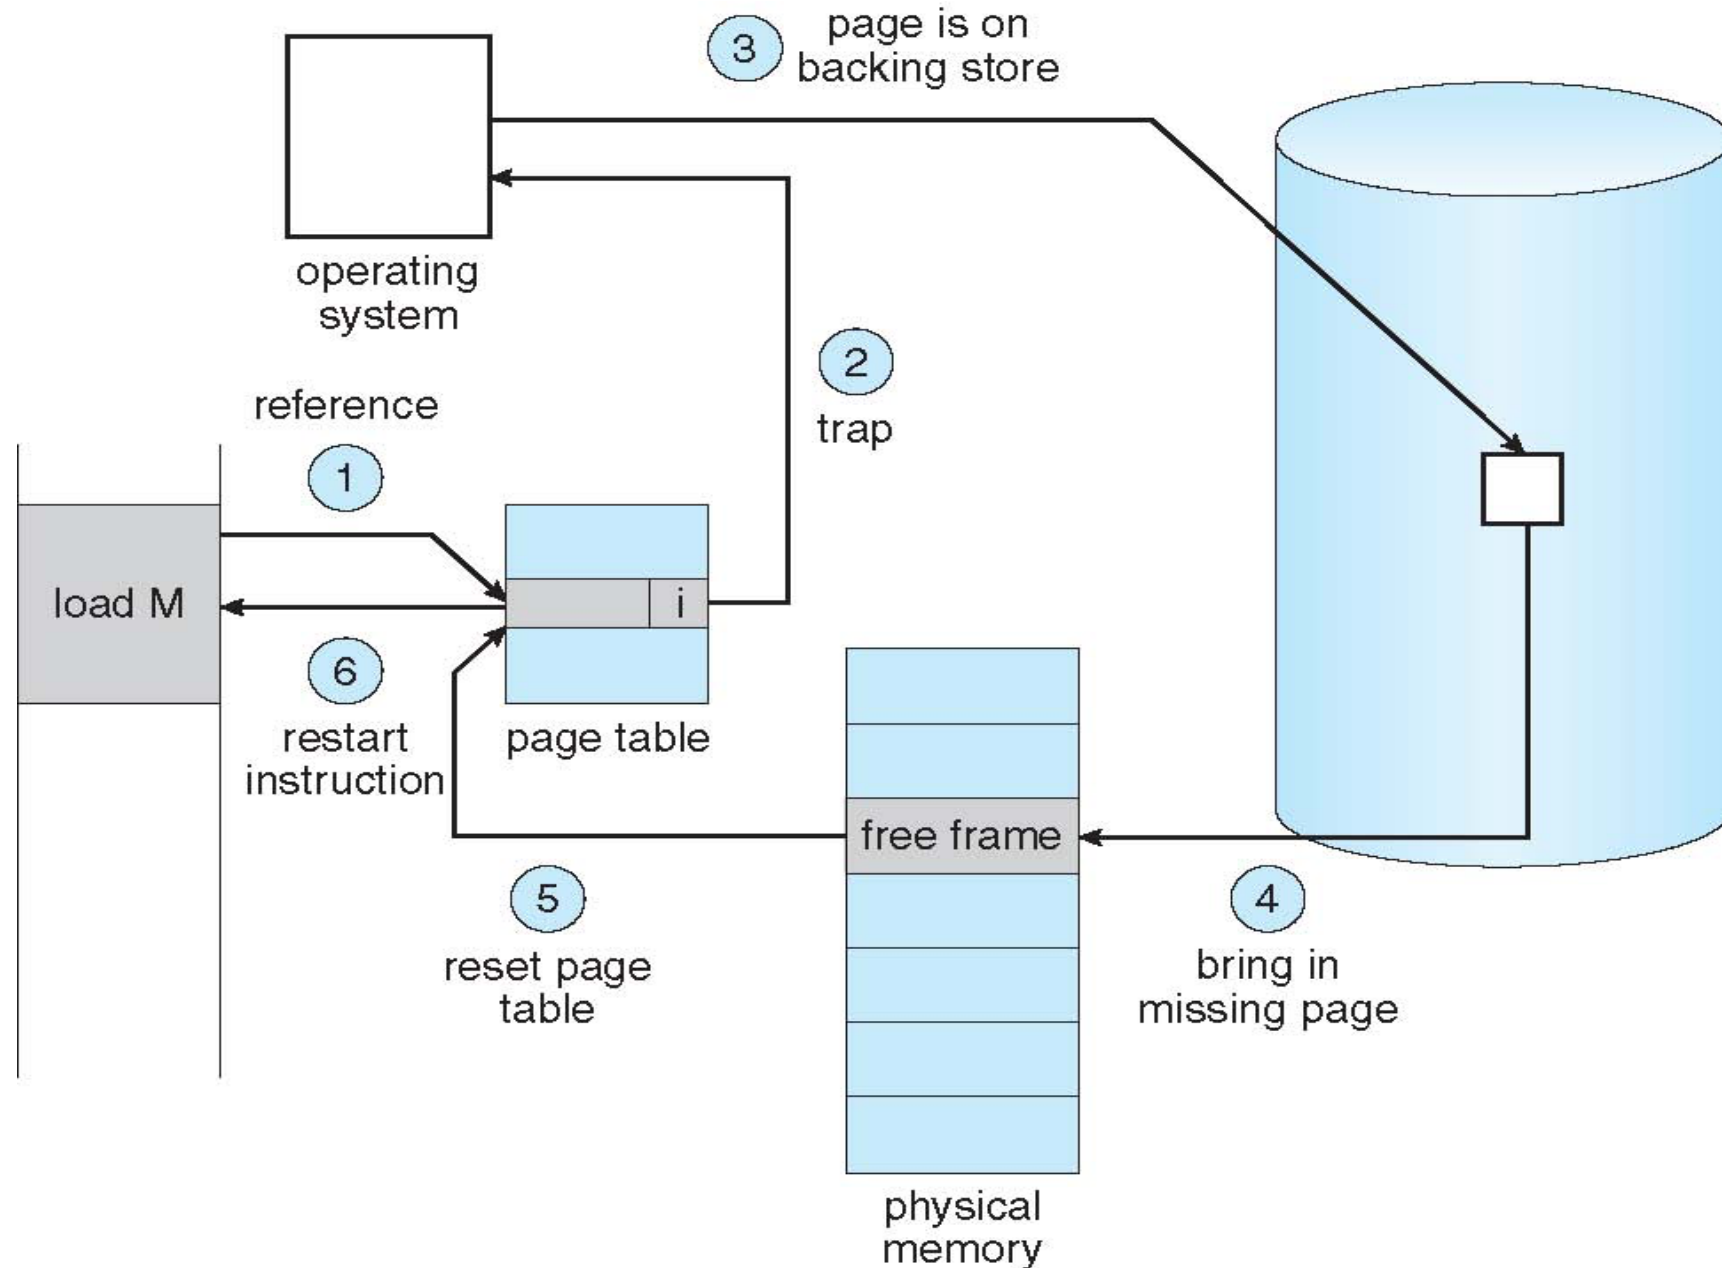 3
page is on
backing store
operating
system
2
trap
reference
1
load M
i
6
restart
instruction
page table
free frame
5
reset page
table
4
bring in
missing page
physical
memory